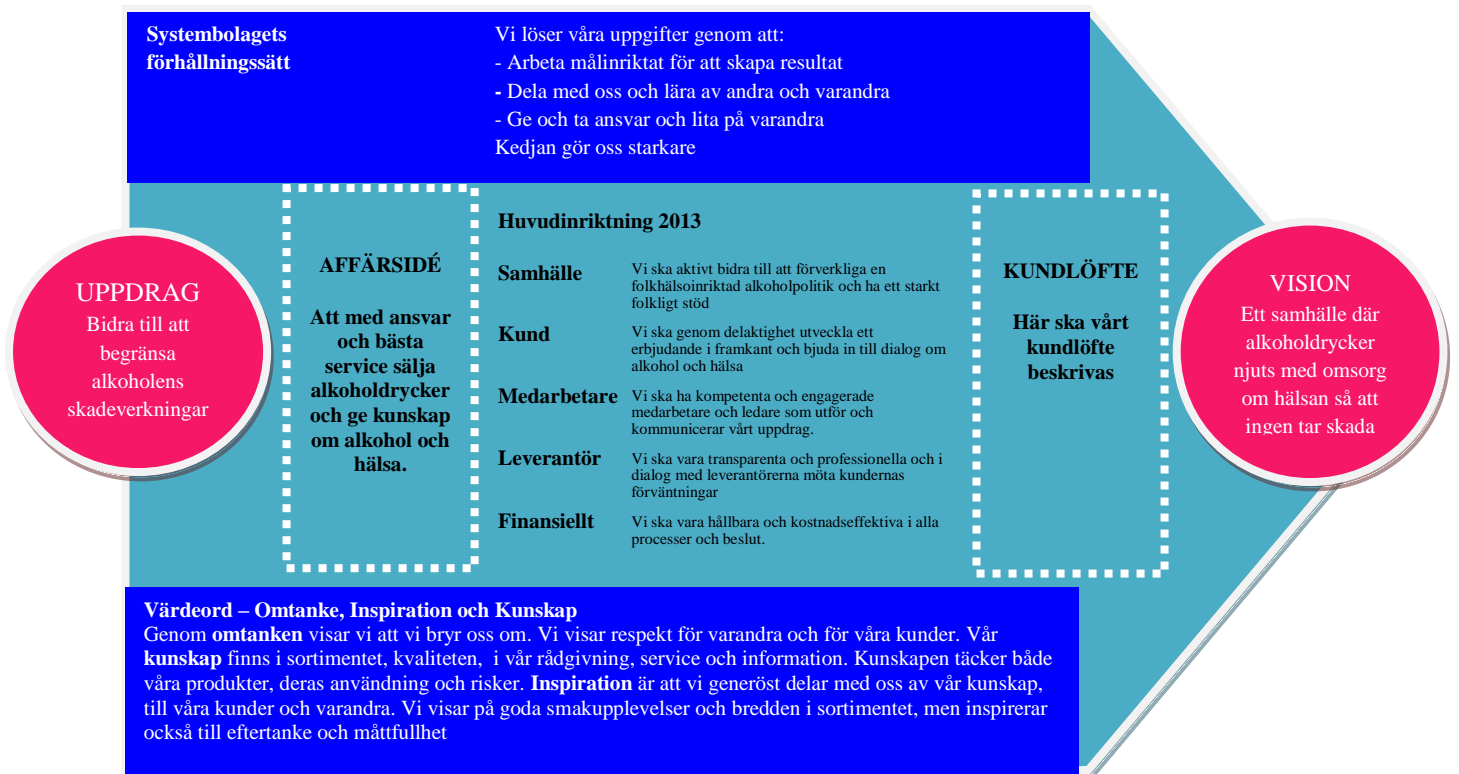 Systembolagets
förhållningssätt
Vi löser våra uppgifter genom att:
- Arbeta målinriktat för att skapa resultat
- Dela med oss och lära av andra och varandra
- Ge och ta ansvar och lita på varandra
Kedjan gör oss starkare
UPPDRAG
Bidra till att
begränsa
alkoholens
skadeverkningar
AFFÄRSIDÉ
Att med ansvar
och bästa
service sälja
alkoholdrycker
och ge kunskap
om alkohol och
hälsa.
Huvudinriktning 2013
Samhälle
Vi ska aktivt bidra till att förverkliga en
folkhälsoinriktad alkoholpolitik och ha ett starkt
folkligt stöd
Kund
Vi ska genom delaktighet utveckla ett
erbjudande i framkant och bjuda in till dialog om
alkohol och hälsa
Medarbetare
Vi ska ha kompetenta och engagerade
medarbetare och ledare som utför och
kommunicerar vårt uppdrag.
Leverantör
Vi ska vara transparenta och professionella och i
dialog med leverantörerna möta kundernas
förväntningar
Finansiellt
Vi ska vara hållbara och kostnadseffektiva i alla
processer och beslut.
KUNDLÖFTE
Här ska vårt
kundlöfte
beskrivas
VISION
Ett samhälle där
alkoholdrycker
njuts med omsorg
om hälsan så att
ingen tar skada
Värdeord – Omtanke, Inspiration och Kunskap
Genom omtanken visar vi att vi bryr oss om. Vi visar respekt för varandra och för våra kunder. Vår
kunskap finns i sortimentet, kvaliteten, i vår rådgivning, service och information. Kunskapen täcker både
våra produkter, deras användning och risker. Inspiration är att vi generöst delar med oss av vår kunskap,
till våra kunder och varandra. Vi visar på goda smakupplevelser och bredden i sortimentet, men inspirerar
också till eftertanke och måttfullhet